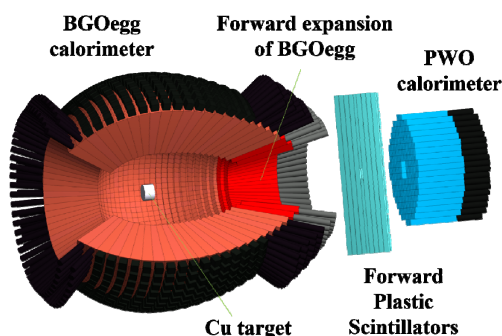 BGOegg
calorimeter
Forward expansion
of BGOegg
PWO
calorimeter
Forward
Plastic
Scintillators
Cu target